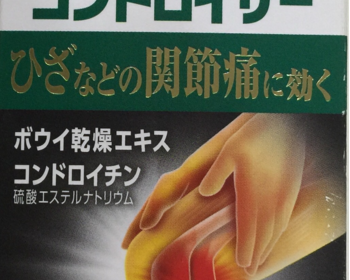 コンドロイザー
ひざなどの関節痛に効く
ボウイ乾燥エキス
コンドロイチン
硫酸エステルナトリウム